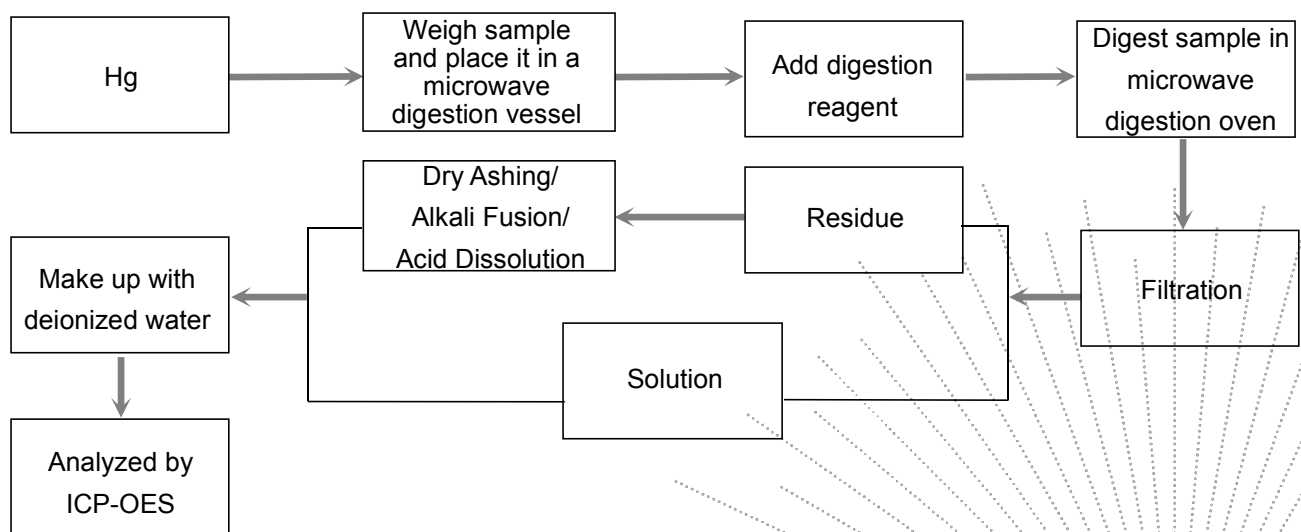 Hg
Weigh sample
and place it in a
microwave
digestion vessel
Add digestion
reagent
Digest sample in
microwave
digestion oven
Filtration
Residue
Dry Ashing/
Alkali Fusion/
Acid Dissolution
Solution
Make up with
deionized water
Analyzed by
ICP-OES